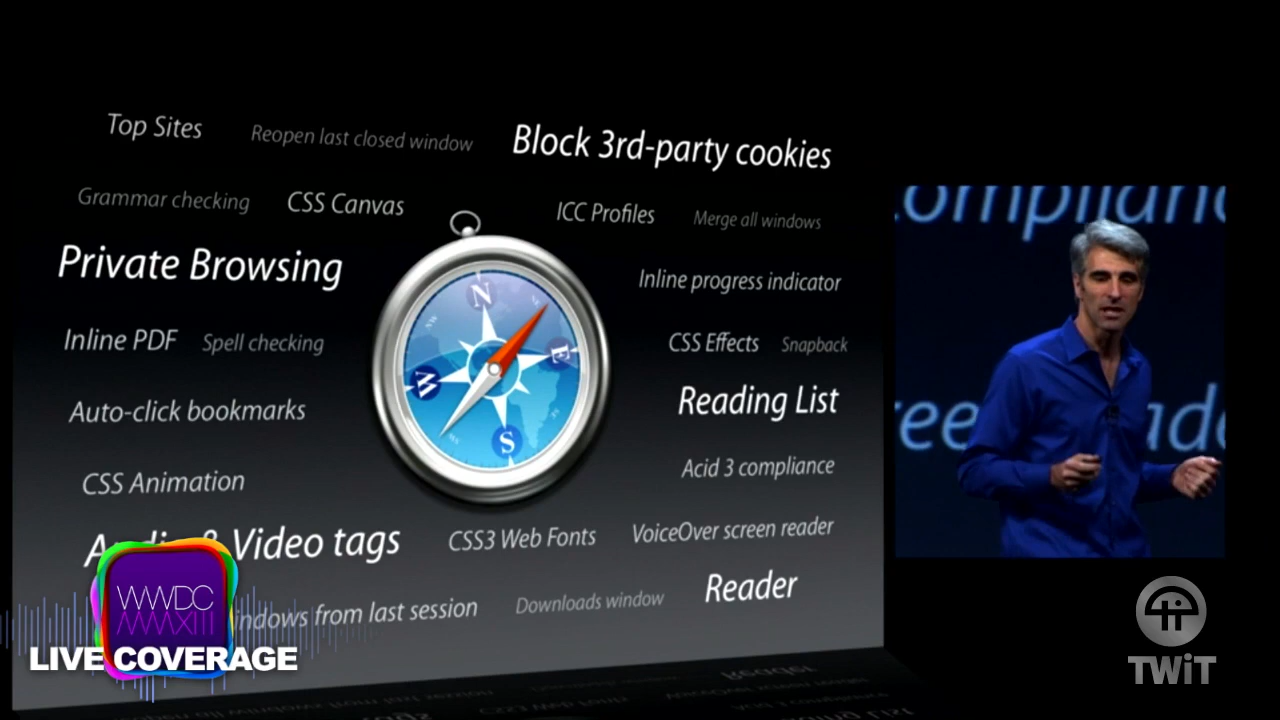 Top Sites
Reopen last closed window
Block 3rd-party cookies
Grammar checking
CSS Canvas
ICC Profiles
Merge all windows
Private Browsing
Inline progress indicator
Inline PDF
Spell checking
CSS Effects
Snapback
Auto-click bookmarks
Reading List
CSS Animation
Acid 3 compliance
Audio & Video tags
CSS3 Web Fonts
VoiceOver screen reader
from last session
Downloads window
Reader
N
E
S
W
WWDC
MMXIII
LIVE COVERAGE
TWiT